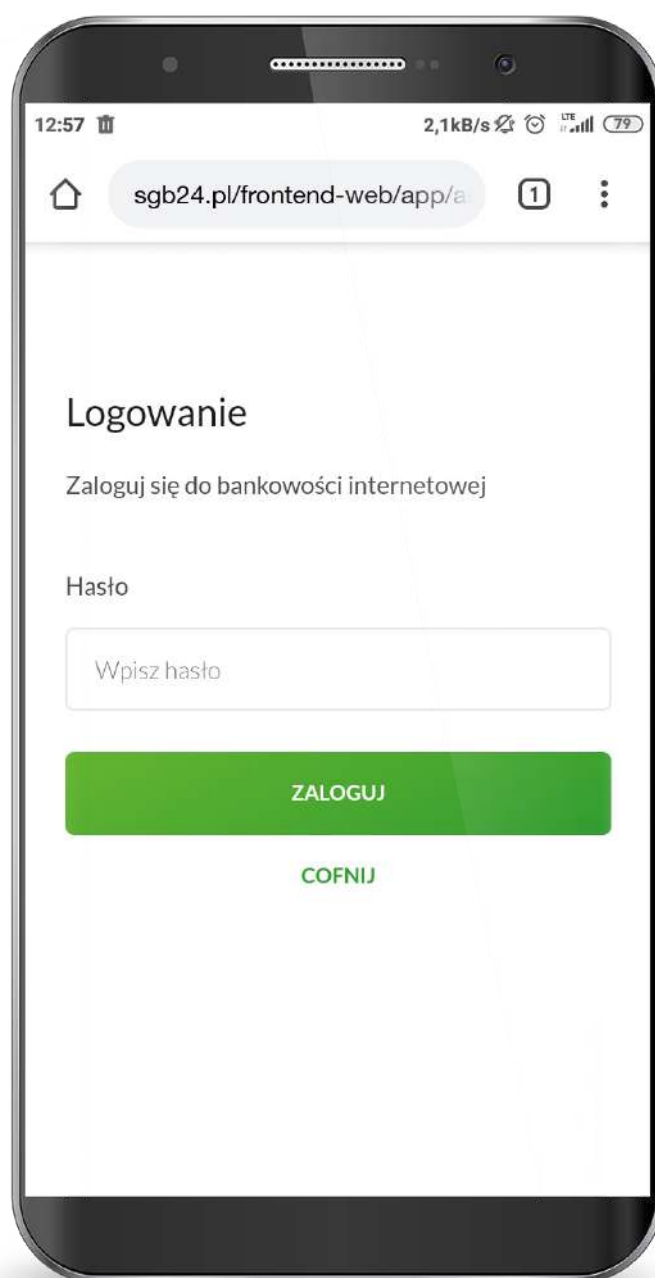 12:57 2,1kB/s LTE 79
sgb24.pl/frontend-web/app/a 1
Logowanie
Zaloguj się do bankowości internetowej
Hasło
Wpisz hasło
ZALOGUJ
COFNIJ